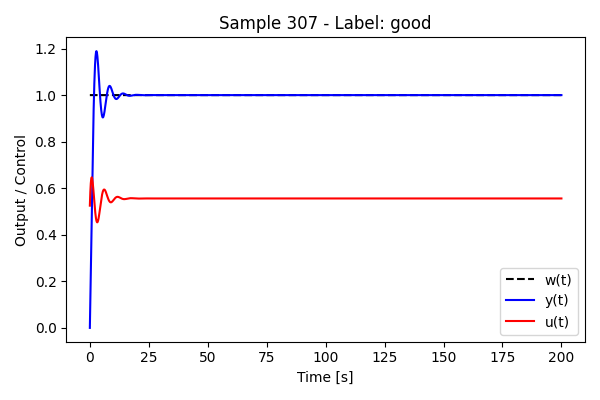 Sample 307 - Label: good
Output / Control
1.2
1.0
0.8
0.6
0.4
0.2
0.0
w(t)
y(t)
u(t)
0 25 50 75 100 125 150 175 200
Time [s]